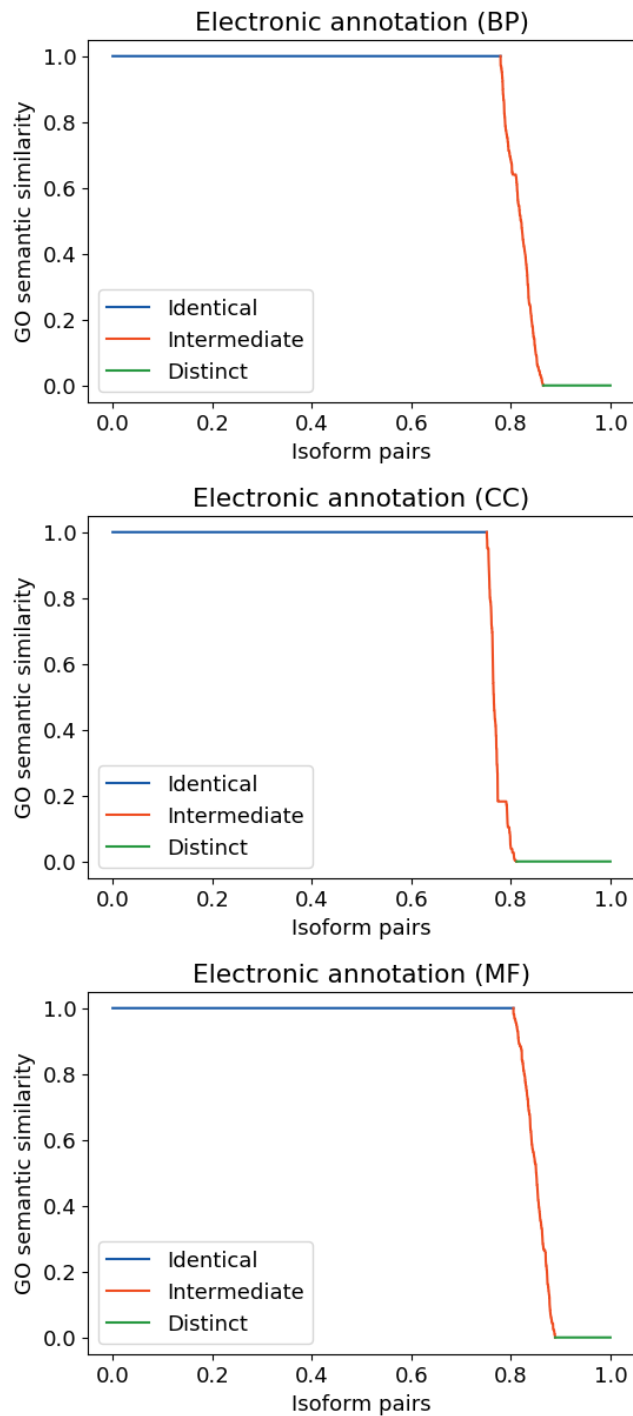 Electronic annotation (BP)
1.0
0.8
0.6
0.4
0.2
0.0
GO semantic similarity
Identical
Intermediate
Distinct
0.0 0.2 0.4 0.6 0.8 1.0
Isoform pairs
Electronic annotation (CC)
1.0
0.8
0.6
0.4
0.2
0.0
GO semantic similarity
Identical
Intermediate
Distinct
0.0 0.2 0.4 0.6 0.8 1.0
Isoform pairs
Electronic annotation (MF)
1.0
0.8
0.6
0.4
0.2
0.0
GO semantic similarity
Identical
Intermediate
Distinct
0.0 0.2 0.4 0.6 0.8 1.0
Isoform pairs